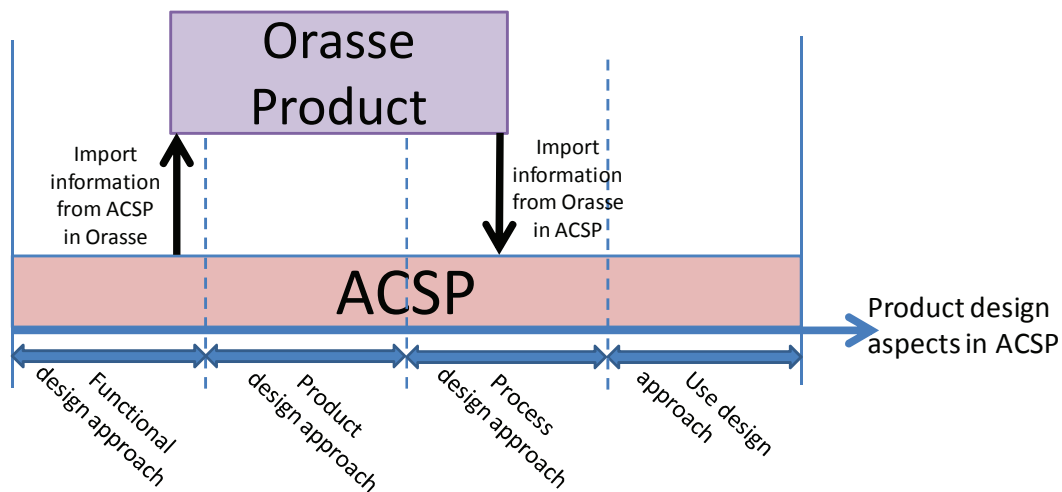 Orasse
Product
Import
information
from ACSP
in Orasse
Import
information
from Orasse
in ACSP
ACSP
Product design
aspects in ACSP
Functional
design approach
Product
design approach
Process
design approach
Use design
approach